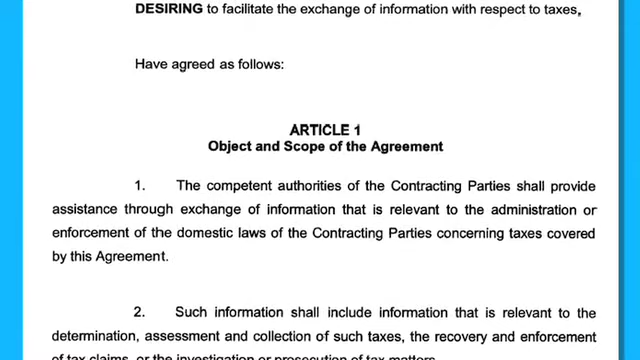 DESIRING to facilitate the exchange of information with respect to taxes,
Have agreed as follows:
ARTICLE 1
Object and Scope of the Agreement
1. The competent authorities of the Contracting Parties shall provide
assistance through exchange of information that is relevant to the administration or
enforcement of the domestic laws of the Contracting Parties concerning taxes covered
by this Agreement.
2. Such information shall include information that is relevant to the
determination, assessment and collection of such taxes, the recovery and enforcement
of tax claims, or the investigation or prosecution of tax matters